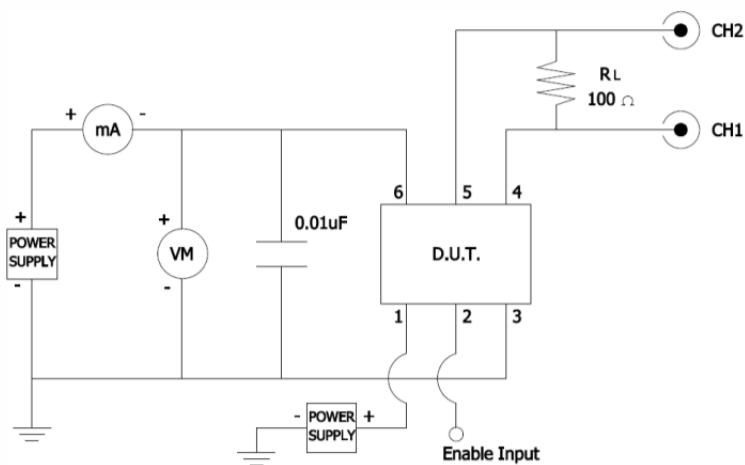 CH2
RL
100 Ω
CH1
+ mA -
6 5 4
+
POWER
SUPPLY
-
+
VM
-
0.01uF
D.U.T.
1 2 3
- POWER
SUPPLY +
Enable Input